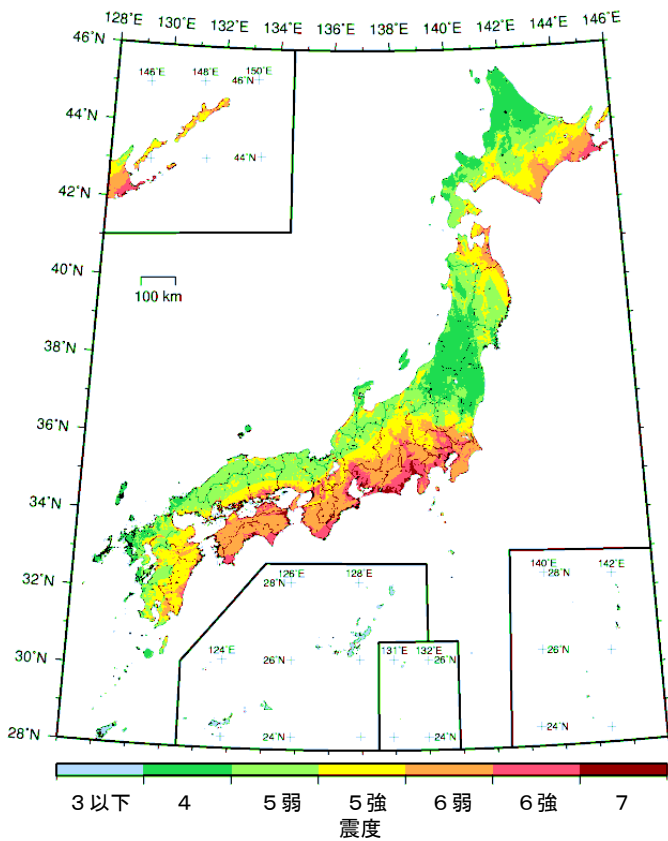 128˚E 130˚E 132˚E 134˚E 136˚E 138˚E 140˚E 142˚E 144˚E 146˚E
46˚N
146˚E 148˚E 150˚E
46˚N
44˚N
44˚N
42˚N
40˚N
100 km
38˚N
36˚N
34˚N
32˚N
126˚E 128˚E
28˚N
140˚E 142˚E
28˚N
30˚N
124˚E
26˚N
131˚E 132˚E
26˚N
26˚N
28˚N
24˚N
24˚N
24˚N
3以下 4 5弱 5強 6弱 6強 7
震度